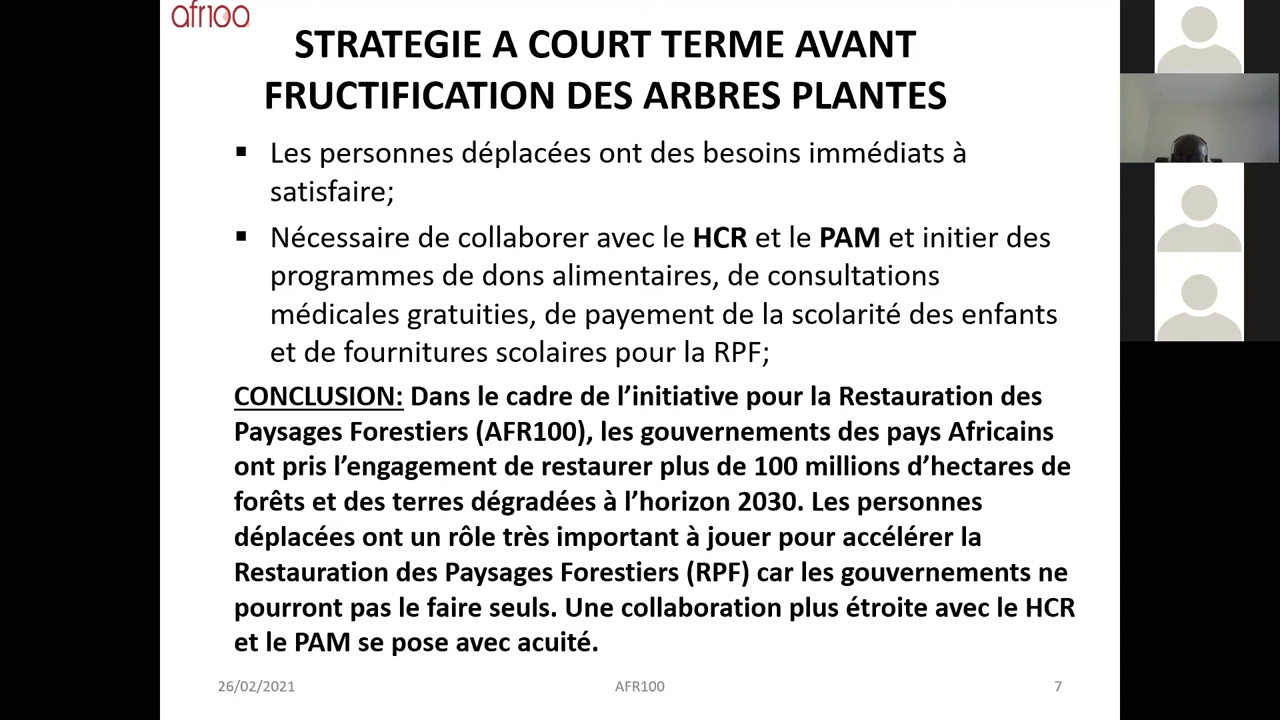 afr100
STRATEGIE A COURT TERME AVANT
FRUCTIFICATION DES ARBRES PLANTES
▪ Les personnes déplacées ont des besoins immédiats à
satisfaire;
▪ Nécessaire de collaborer avec le HCR et le PAM et initier des
programmes de dons alimentaires, de consultations
médicales gratuities, de payement de la scolarité des enfants
et de fournitures scolaires pour la RPF;
CONCLUSION: Dans le cadre de l’initiative pour la Restauration des
Paysages Forestiers (AFR100), les gouvernements des pays Africains
ont pris l’engagement de restaurer plus de 100 millions d’hectares de
forêts et des terres dégradées à l’horizon 2030. Les personnes
déplacées ont un rôle très important à jouer pour accélérer la
Restauration des Paysages Forestiers (RPF) car les gouvernements ne
pourront pas le faire seuls. Une collaboration plus étroite avec le HCR
et le PAM se pose avec acuité.
26/02/2021 AFR100 7